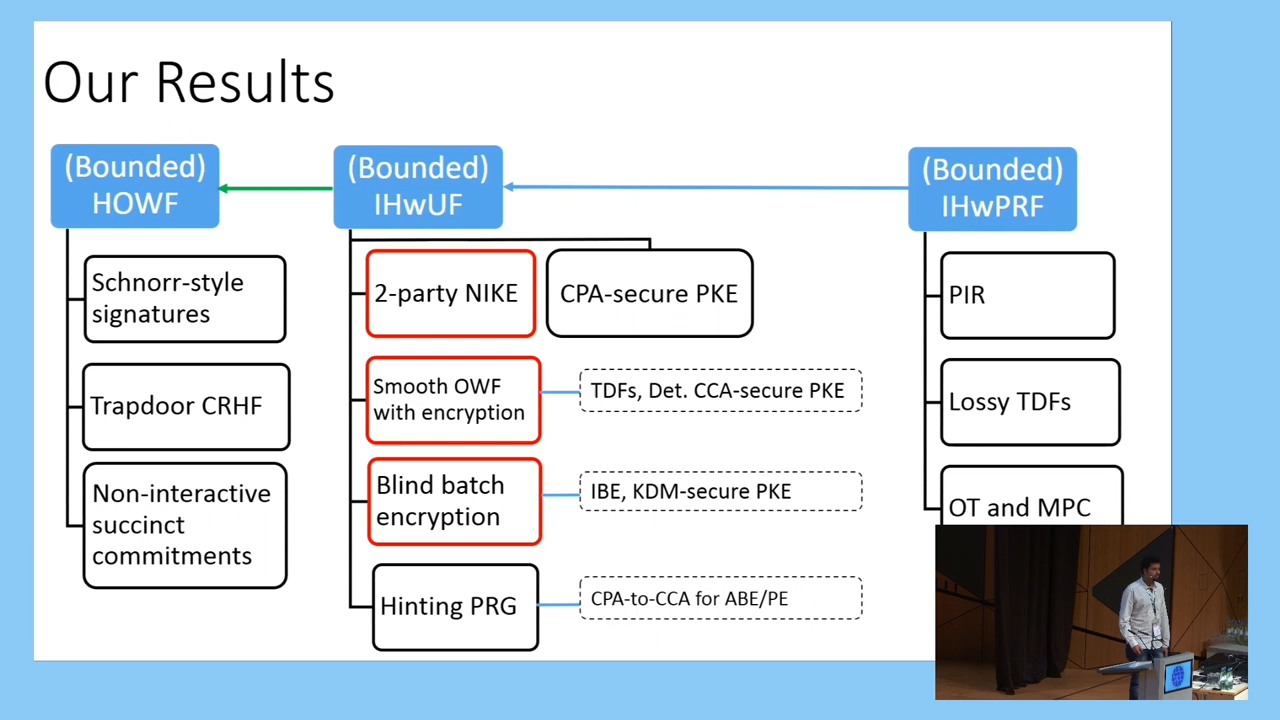 Our Results
(Bounded)
HOWF
(Bounded)
IHwUF
(Bounded)
IHwPRF
Schnorr-style
signatures
Trapdoor CRHF
Non-interactive
succinct
commitments
2-party NIKE
CPA-secure PKE
Smooth OWF
with encryption
TDFs, Det. CCA-secure PKE
Blind batch
encryption
IBE, KDM-secure PKE
Hinting PRG
CPA-to-CCA for ABE/PE
PIR
Lossy TDFs
OT and MPC